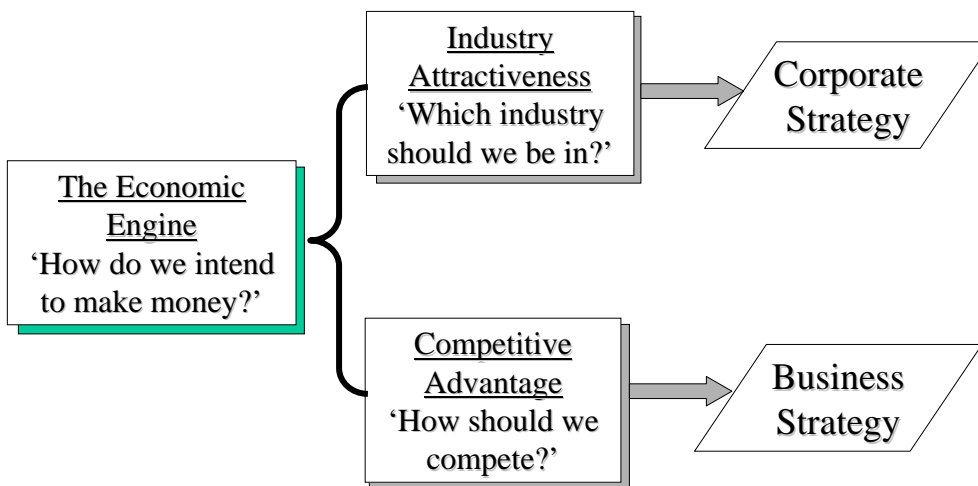 The Economic
Engine
‘How do we intend
to make money?’
Industry
Attractiveness
‘Which industry
should we be in?’
Corporate
Strategy
Competitive
Advantage
‘How should we
compete?’
Business
Strategy